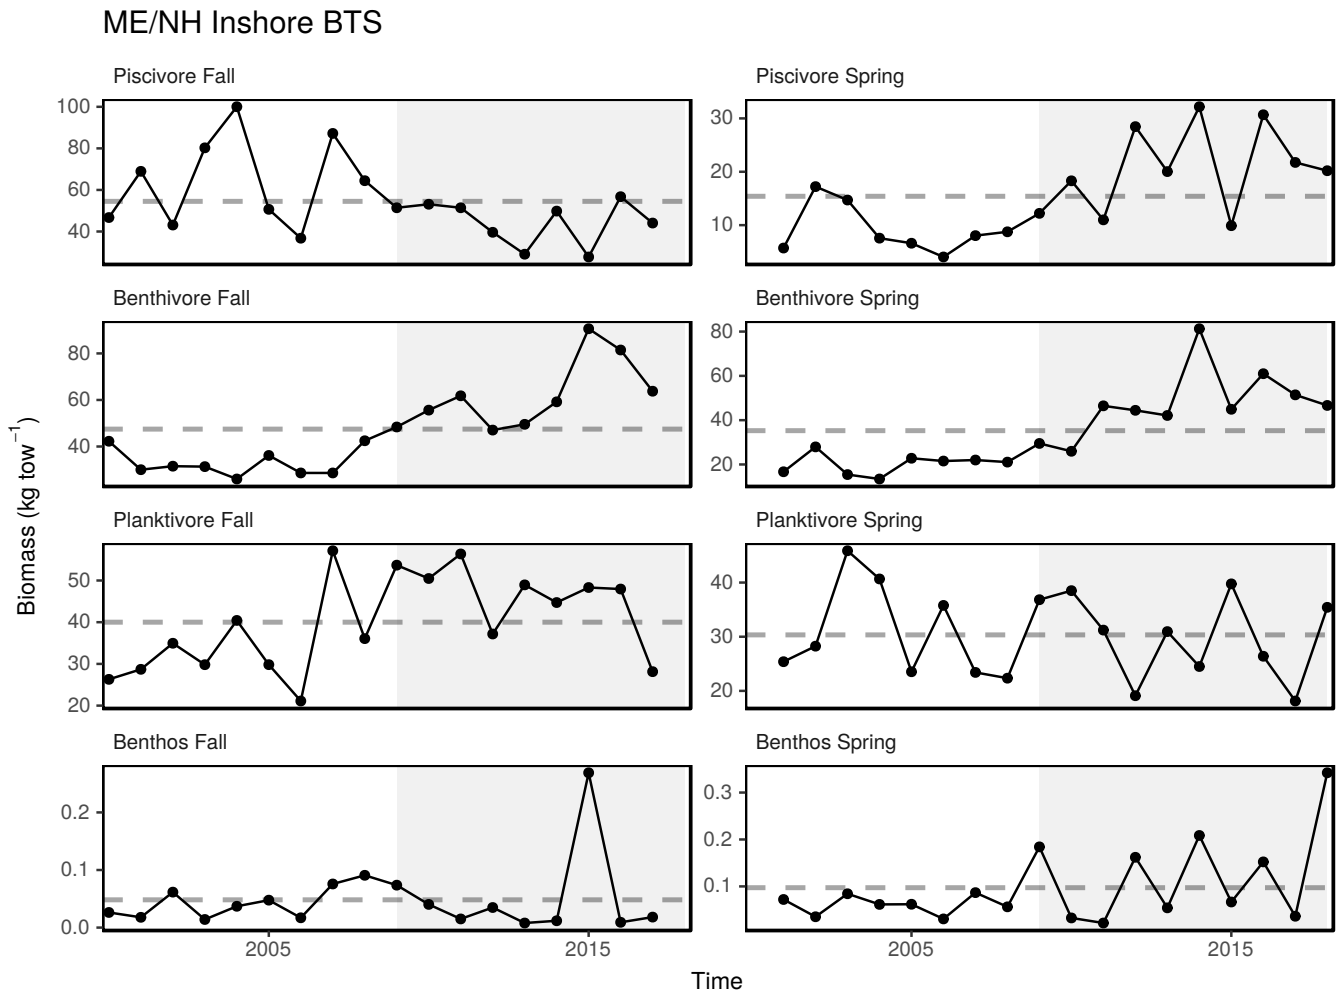 ME/NH Inshore BTS
Piscivore Fall
Piscivore Spring
100
80
60
40
30
20
10
Benthivore Fall
Benthivore Spring
80
60
40
80
60
40
20
Biomass (kg tow⁻¹)
Planktivore Fall
Planktivore Spring
50
40
30
20
40
30
20
Benthos Fall
Benthos Spring
0.2
0.1
0.0
0.3
0.2
0.1
2005
2015
2005
2015
Time